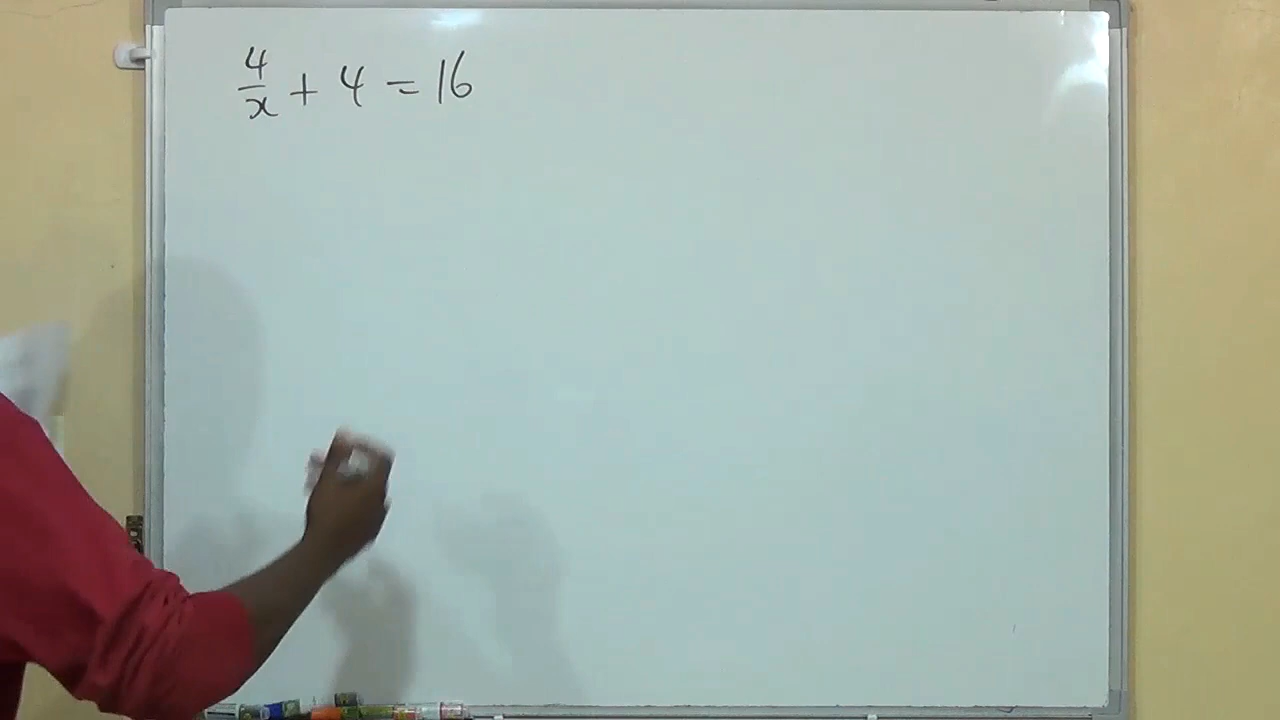 4/x + 4 = 16